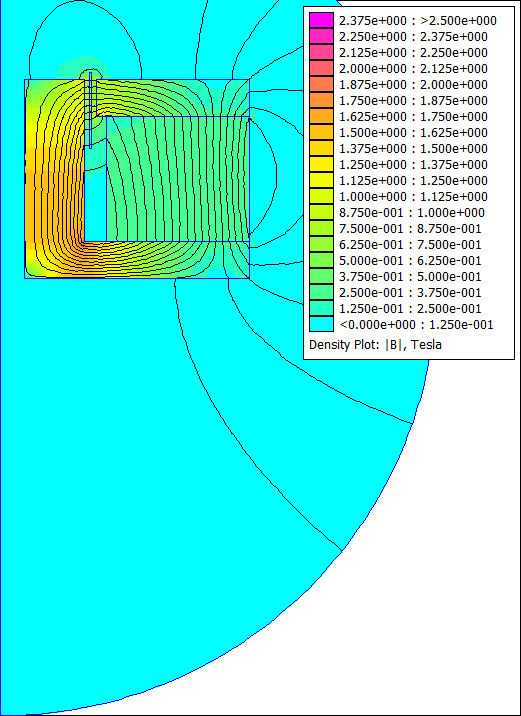 2.375e+000 : >2.500e+000
2.250e+000 : 2.375e+000
2.125e+000 : 2.250e+000
2.000e+000 : 2.125e+000
1.875e+000 : 2.000e+000
1.750e+000 : 1.875e+000
1.625e+000 : 1.750e+000
1.500e+000 : 1.625e+000
1.375e+000 : 1.500e+000
1.250e+000 : 1.375e+000
1.125e+000 : 1.250e+000
1.000e+000 : 1.125e+000
8.750e-001 : 1.000e+000
7.500e-001 : 8.750e-001
6.250e-001 : 7.500e-001
5.000e-001 : 6.250e-001
3.750e-001 : 5.000e-001
2.500e-001 : 3.750e-001
1.250e-001 : 2.500e-001
<0.000e+000 : 1.250e-001
Density Plot: |B|, Tesla